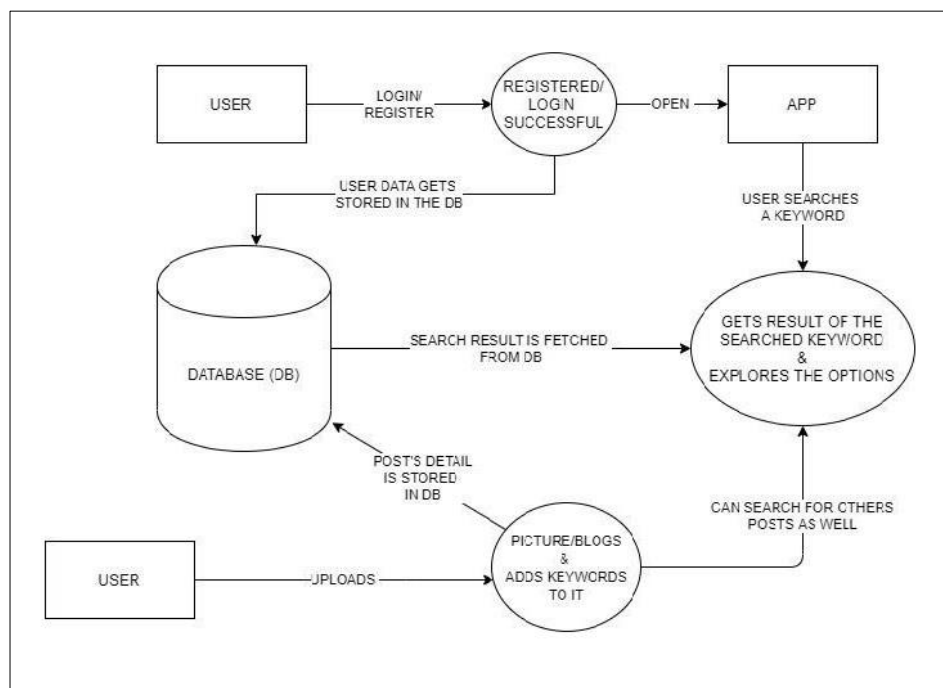 USER
LOGIN/
REGISTER
REGISTERED/
LOGIN
SUCCESSFUL
OPEN
APP
USER DATA GETS
STORED IN THE DB
USER SEARCHES
A KEYWORD
DATABASE (DB)
SEARCH RESULT IS FETCHED
FROM DB
GETS RESULT OF THE
SEARCHED KEYWORD
&
EXPLORES THE OPTIONS
POST'S DETAIL
IS STORED
IN DB
CAN SEARCH FOR OTHERS
POSTS AS WELL
USER
UPLOADS
PICTURE/BLOGS
&
ADDS KEYWORDS
TO IT